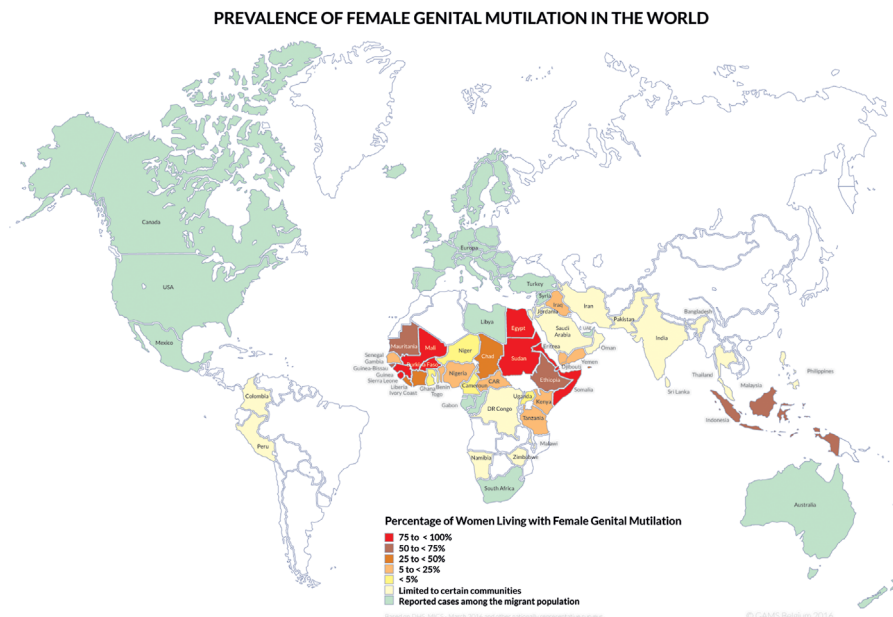 PREVALENCE OF FEMALE GENITAL MUTILATION IN THE WORLD
Canada
USA
Mexico
Europe
Turkey
Syria
Iraq
Iran
Jordania
Pakistan
Bangladesh
Libya
Egypt
Saudi
Arabia
UAE
Oman
India
Mauritania
Mali
Niger
Chad
Sudan
Eritrea
Yemen
Djibouti
Philippines
Senegal
Gambia
Guinea-Bissau
Guinea
Sierra Leone
Liberia
Ivory Coast
Burkina Faso
Ghana
Togo
Benin
Nigeria
Cameroun
CAR
Ethiopia
Somalia
Thailand
Malaysia
Sri Lanka
Colombia
Gabon
DR Congo
Uganda
Kenya
Tanzania
Indonesia
Peru
Malawi
Namibia
Zimbabwe
South Africa
Australia
Percentage of Women Living with Female Genital Mutilation
75 to < 100%
50 to < 75%
25 to < 50%
5 to < 25%
< 5%
Limited to certain communities
Reported cases among the migrant population